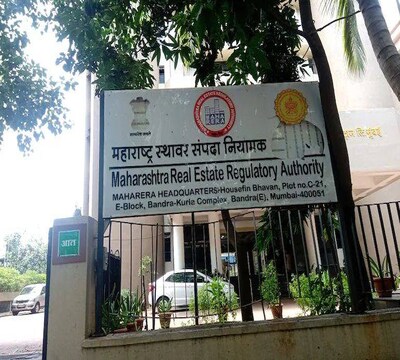 महाराष्ट्र स्थावर संपदा नियामक
Maharashtra Real Estate Regulatory Authority
MAHARERA HEADQUARTERS-Housefin Bhavan, Plot no.C-21,
E-Block, Bandra-Kurle Complex, Bandra(E), Mumbai-400051